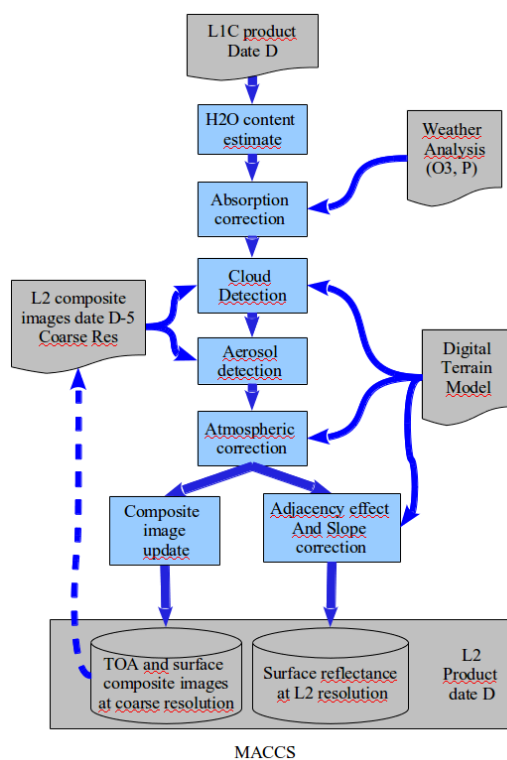 L1C product
Date D
H2O content
estimate
Weather
Analysis
(O3, P)
Absorption
correction
Cloud
Detection
L2 composite
images date D-5
Coarse Res
Digital
Terrain
Model
Aerosol
detection
Atmospheric
correction
Composite
image
update
Adjacency effect
And Slope
correction
TOA and surface
composite images
at coarse resolution
Surface reflectance
at L2 resolution
L2
Product
date D
MACCS